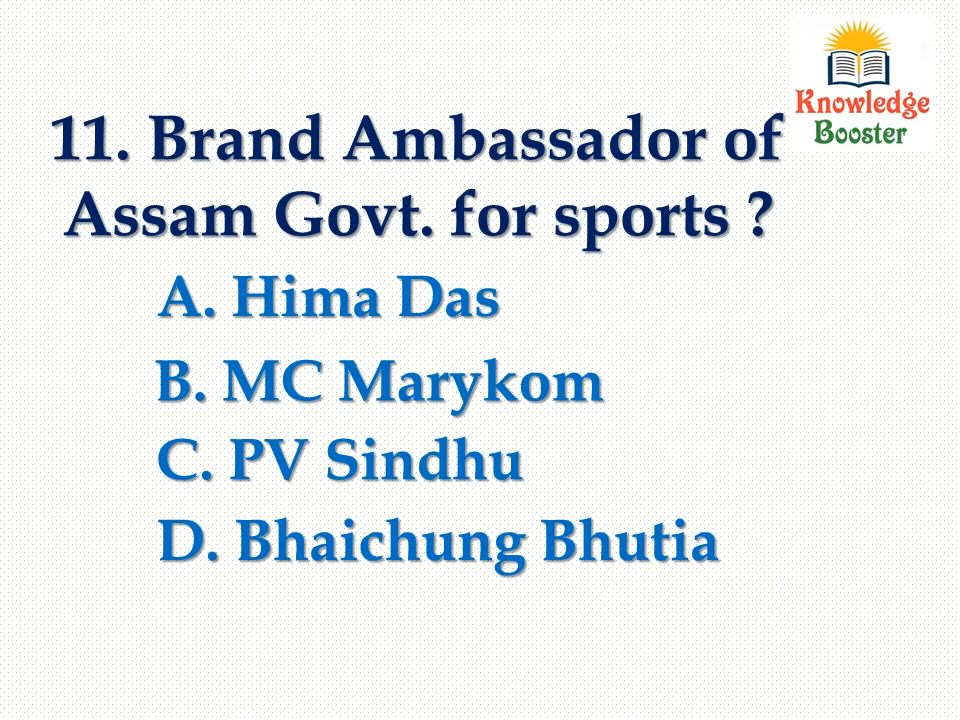 Knowledge
Booster
11. Brand Ambassador of
Assam Govt. for sports ?
A. Hima Das
B. MC Marykom
C. PV Sindhu
D. Bhaichung Bhutia